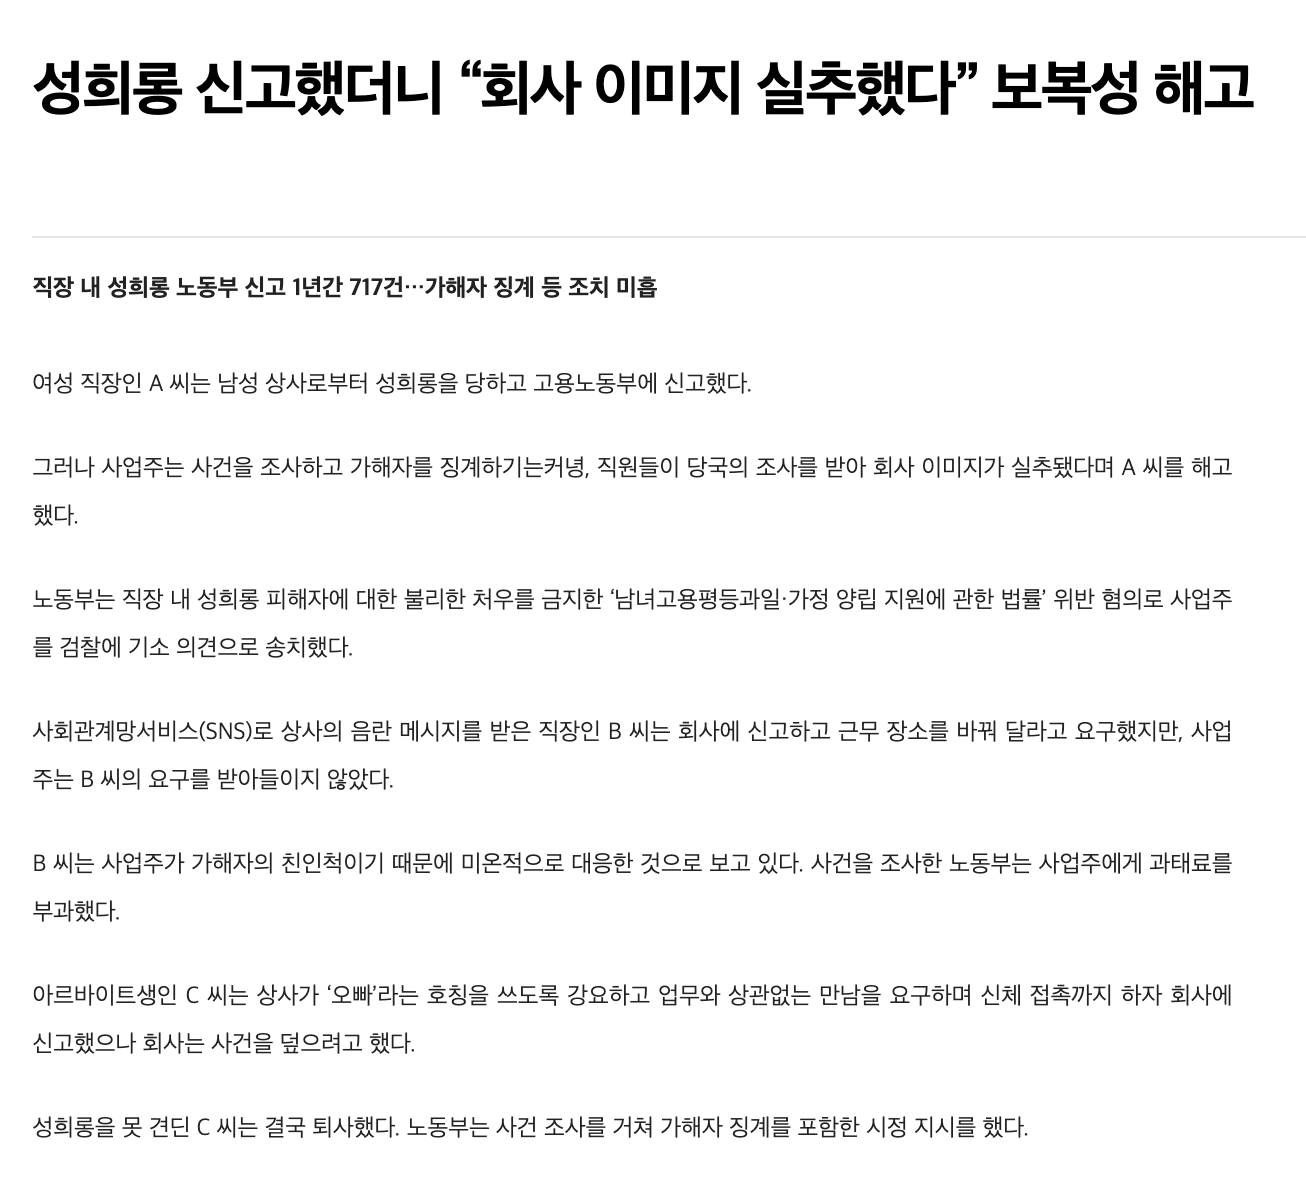 성희롱 신고했더니 “회사 이미지 실추했다” 보복성 해고
직장 내 성희롱 노동부 신고 1년간 717건…가해자 징계 등 조치 미흡
여성 직장인 A 씨는 남성 상사로부터 성희롱을 당하고 고용노동부에 신고했다.
그러나 사업주는 사건을 조사하고 가해자를 징계하기는커녕, 직원들이 당국의 조사를 받아 회사 이미지가 실추됐다며 A 씨를 해고
했다.
노동부는 직장 내 성희롱 피해자에 대한 불리한 처우를 금지한 ‘남녀고용평등과일·가정 양립 지원에 관한 법률’ 위반 혐의로 사업주
를 검찰에 기소 의견으로 송치했다.
사회관계망서비스(SNS)로 상사의 음란 메시지를 받은 직장인 B 씨는 회사에 신고하고 근무 장소를 바꿔 달라고 요구했지만, 사업
주는 B 씨의 요구를 받아들이지 않았다.
B 씨는 사업주가 가해자의 친인척이기 때문에 미온적으로 대응한 것으로 보고 있다. 사건을 조사한 노동부는 사업주에게 과태료를
부과했다.
아르바이트생인 C 씨는 상사가 ‘오빠’라는 호칭을 쓰도록 강요하고 업무와 상관없는 만남을 요구하며 신체 접촉까지 하자 회사에
신고했으나 회사는 사건을 덮으려고 했다.
성희롱을 못 견딘 C 씨는 결국 퇴사했다. 노동부는 사건 조사를 거쳐 가해자 징계를 포함한 시정 지시를 했다.